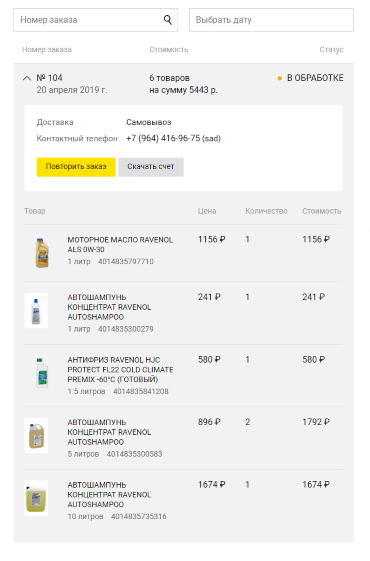 Номер заказа
Выбрать дату
Номер заказа Стоимость Статус
№ 104 6 товаров В ОБРАБОТКЕ
20 апреля 2019 г. на сумму 5443 р.
Доставка Самовывоз
Контактный телефон +7 (964) 416-96-75 (sad)
Повторить заказ Скачать счет
Товар Цена Количество Стоимость
МОТОРНОЕ МАСЛО RAVENOL 1156 ₽ 1 1156 ₽
ALS 0W-30
1 литр 4014835797710
АВТОШАМПУНЬ 241 ₽ 1 241 ₽
КОНЦЕНТРАТ RAVENOL
AUTOSHAMPOO
1 литр 4014835300279
АНТИФРИЗ RAVENOL HJC 580 ₽ 1 580 ₽
PROTECT FL22 COLD CLIMATE
PREMIX -60°C (ГОТОВЫЙ)
1.5 литров 4014835841208
АВТОШАМПУНЬ 896 ₽ 2 1792 ₽
КОНЦЕНТРАТ RAVENOL
AUTOSHAMPOO
5 литров 4014835300583
АВТОШАМПУНЬ 1674 ₽ 1 1674 ₽
КОНЦЕНТРАТ RAVENOL
AUTOSHAMPOO
10 литров 4014835735316